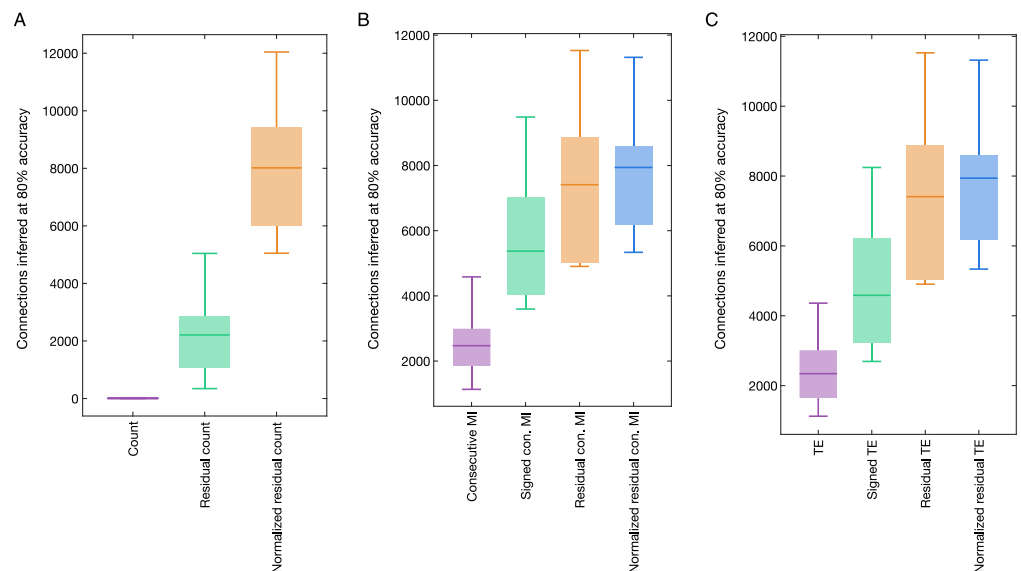 A
Connections inferred at 80% accuracy
12000
10000
8000
6000
4000
2000
0
Count
Residual count
Normalized residual count
B
Connections inferred at 80% accuracy
12000
10000
8000
6000
4000
2000
Consecutive MI
Signed con. MI
Residual con. MI
Normalized residual con. MI
C
Connections inferred at 80% accuracy
12000
10000
8000
6000
4000
2000
TE
Signed TE
Residual TE
Normalized residual TE